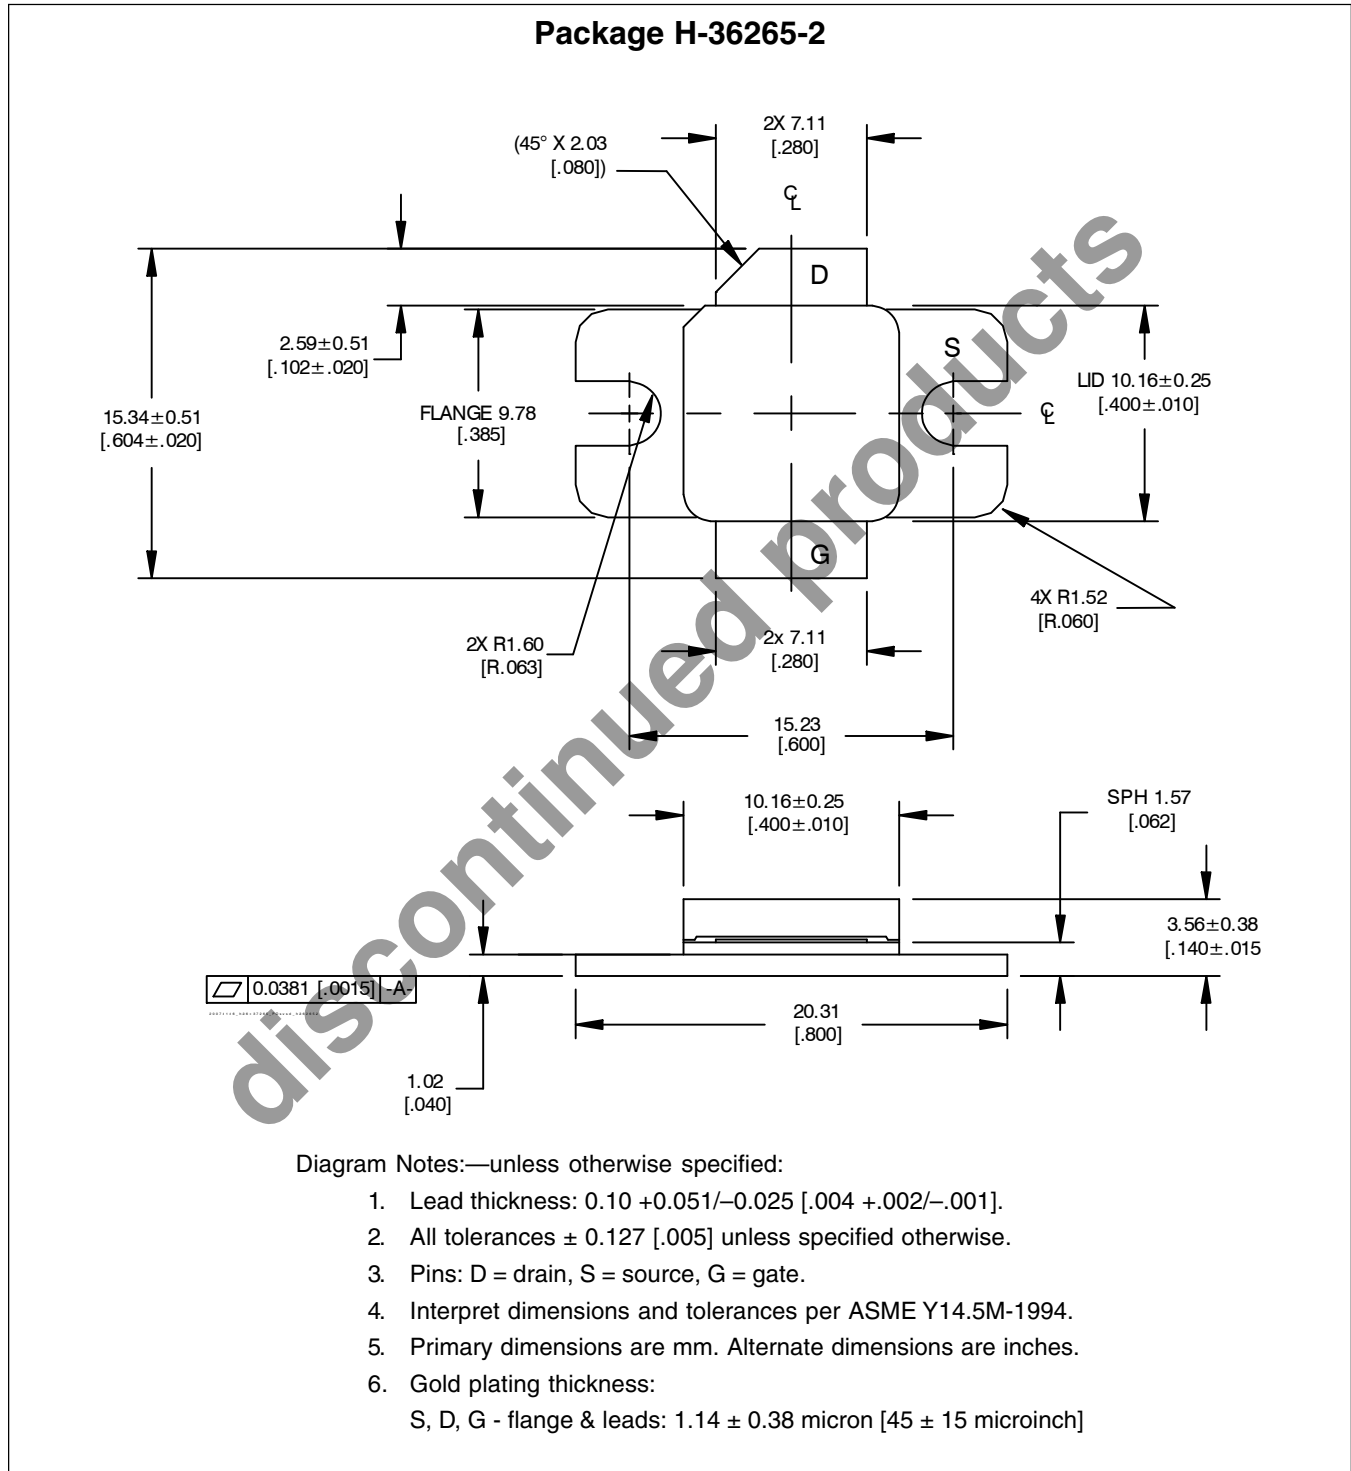 Package H-36265-2
(45° X 2.03
[.080])
2X 7.11
[.280]
CL
D
2.59±0.51
[.102±.020]
S
LID 10.16±0.25
[.400±.010]
15.34±0.51
[.604±.020]
FLANGE 9.78
[.385]
CL
G
4X R1.52
[R.060]
2X R1.60
[R.063]
2x 7.11
[.280]
15.23
[.600]
10.16±0.25
[.400±.010]
SPH 1.57
[.062]
3.56±0.38
[.140±.015
0.0381 [.0015] -A-
20.31
[.800]
1.02
[.040]
discontinued products
Diagram Notes:—unless otherwise specified:
1. Lead thickness: 0.10 +0.051/–0.025 [.004 +.002/–.001].
2. All tolerances ± 0.127 [.005] unless specified otherwise.
3. Pins: D = drain, S = source, G = gate.
4. Interpret dimensions and tolerances per ASME Y14.5M-1994.
5. Primary dimensions are mm. Alternate dimensions are inches.
6. Gold plating thickness:
S, D, G - flange & leads: 1.14 ± 0.38 micron [45 ± 15 microinch]